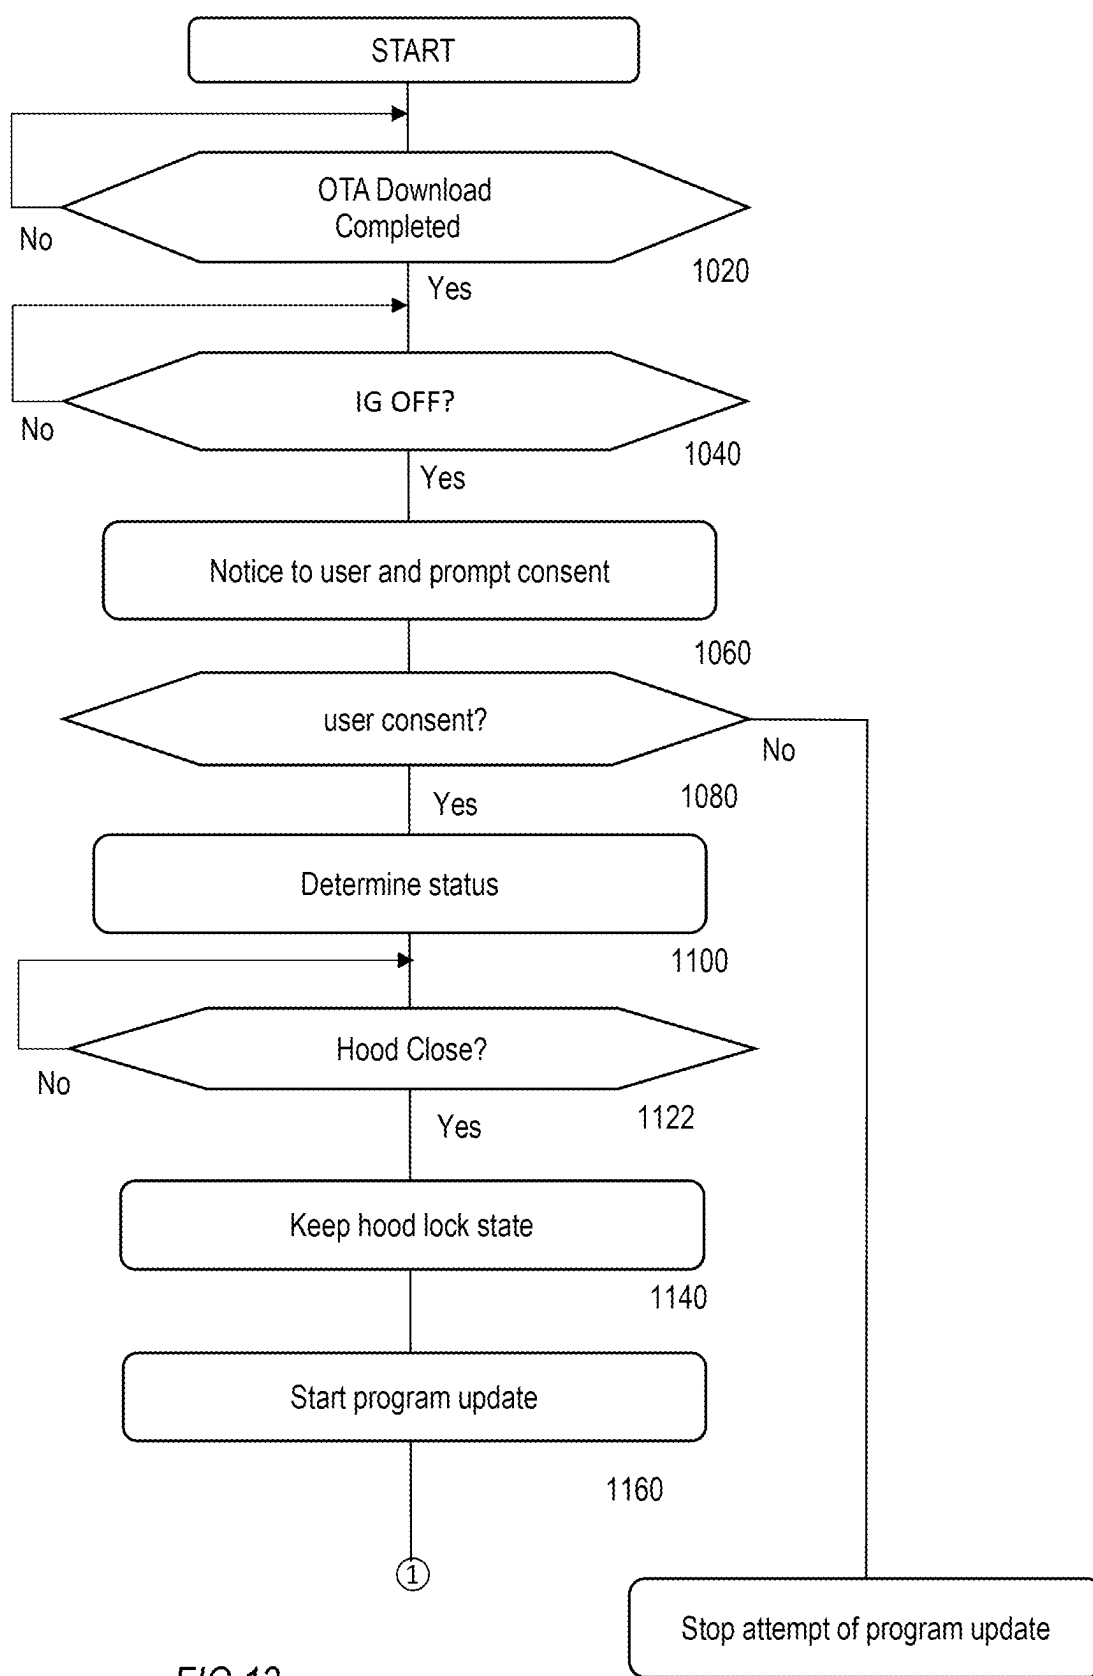 START
OTA Download
Completed
No
1020
Yes
IG OFF?
No
1040
Yes
Notice to user and prompt consent
1060
user consent?
No
1080
Yes
Determine status
1100
Hood Close?
No
1122
Yes
Keep hood lock state
1140
Start program update
1160
1
Stop attempt of program update